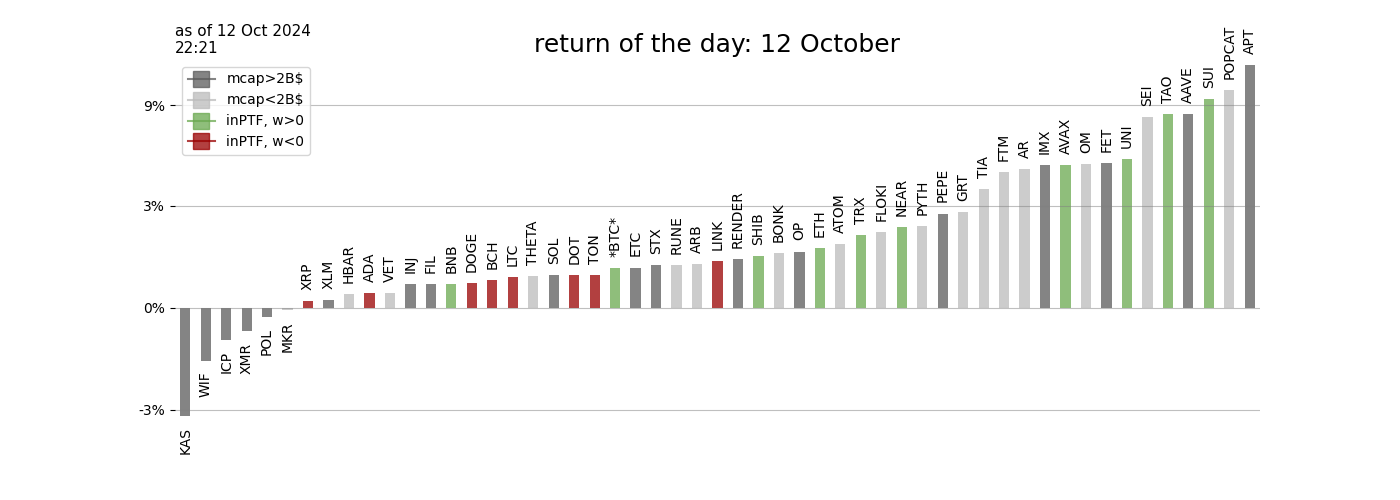 as of 12 Oct 2024
22:21
return of the day: 12 October
mcap>2B$
mcap<2B$
inPTF, w>0
inPTF, w<0
9%
3%
0%
-3%
KAS
WIF
ICP
XMR
POL
MKR
XRP
XLM
HBAR
ADA
VET
INJ
FIL
BNB
DOGE
BCH
LTC
THETA
SOL
DOT
TON
*BTC*
ETC
STX
RUNE
ARB
LINK
RENDER
SHIB
BONK
OP
ETH
ATOM
TRX
FLOKI
NEAR
PYTH
PEPE
GRT
TIA
FTM
AR
IMX
AVAX
OM
FET
UNI
SEI
TAO
AAVE
SUI
POPCAT
APT